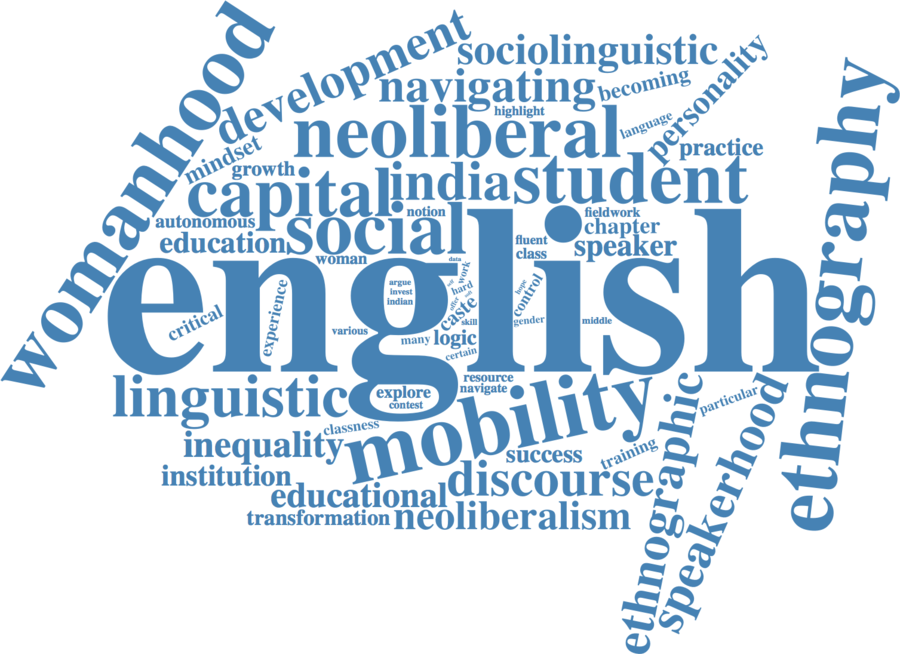 womanhood
development
sociolinguistic
navigating
becoming
personality
highlight
language
neoliberal
practice
mindset
growth
capital
india
student
ethnography
autonomous
notion
fieldwork
chapter
education
social
fluent
class
speaker
woman
english
data
work
hard
argue
invest
indian
hope
control
offer
caste
skill
gender
middle
critical
experience
various
many
logic
certain
linguistic
explore
contest
resource
navigate
mobility
ethnographic
particular
speakerhood
classness
inequality
success
training
institution
educational
discourse
transformation
neoliberalism